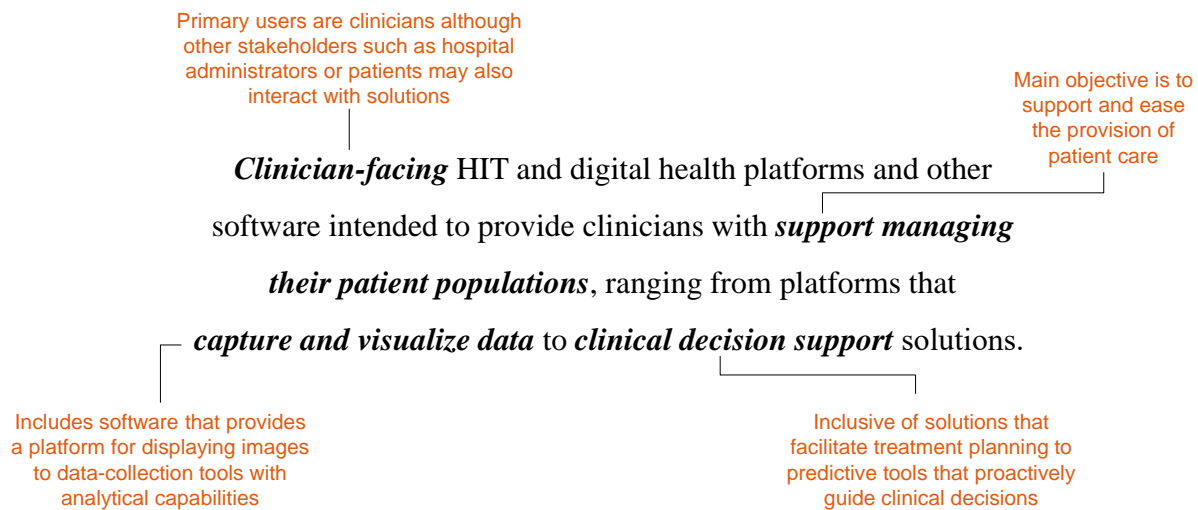 Primary users are clinicians although
other stakeholders such as hospital
administrators or patients may also
interact with solutions
Main objective is to
support and ease
the provision of
patient care
Clinician-facing HIT and digital health platforms and other
software intended to provide clinicians with support managing
their patient populations, ranging from platforms that
capture and visualize data to clinical decision support solutions.
Includes software that provides
a platform for displaying images
to data-collection tools with
analytical capabilities
Inclusive of solutions that
facilitate treatment planning to
predictive tools that proactively
guide clinical decisions